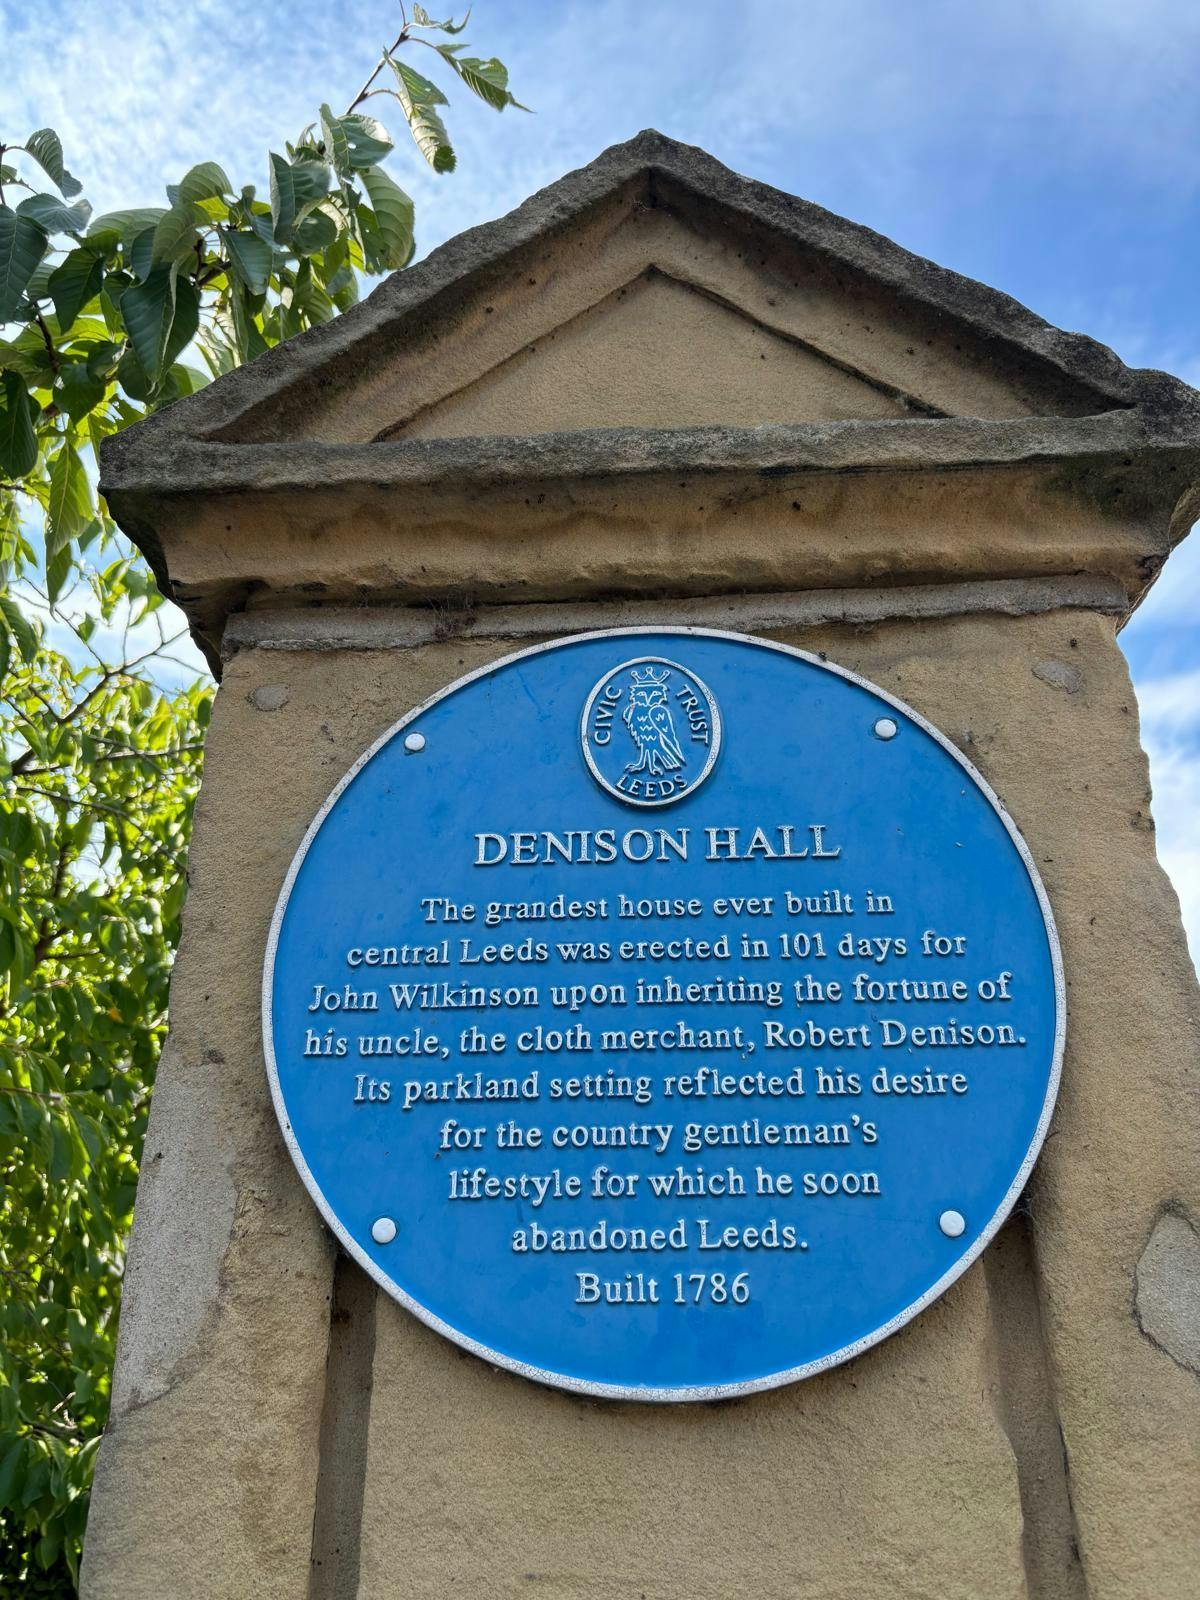 CIVIC TRUST
LEEDS
DENISON HALL
The grandest house ever built in
central Leeds was erected in 101 days for
John Wilkinson upon inheriting the fortune of
his uncle, the cloth merchant, Robert Denison.
Its parkland setting reflected his desire
for the country gentleman's
lifestyle for which he soon
abandoned Leeds.
Built 1786